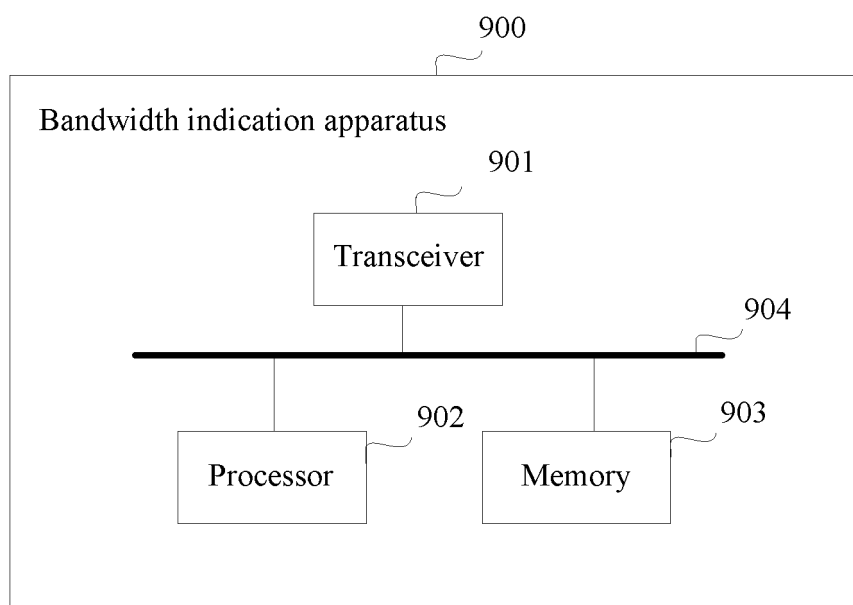 900
Bandwidth indication apparatus
901
Transceiver
904
902
903
Processor
Memory